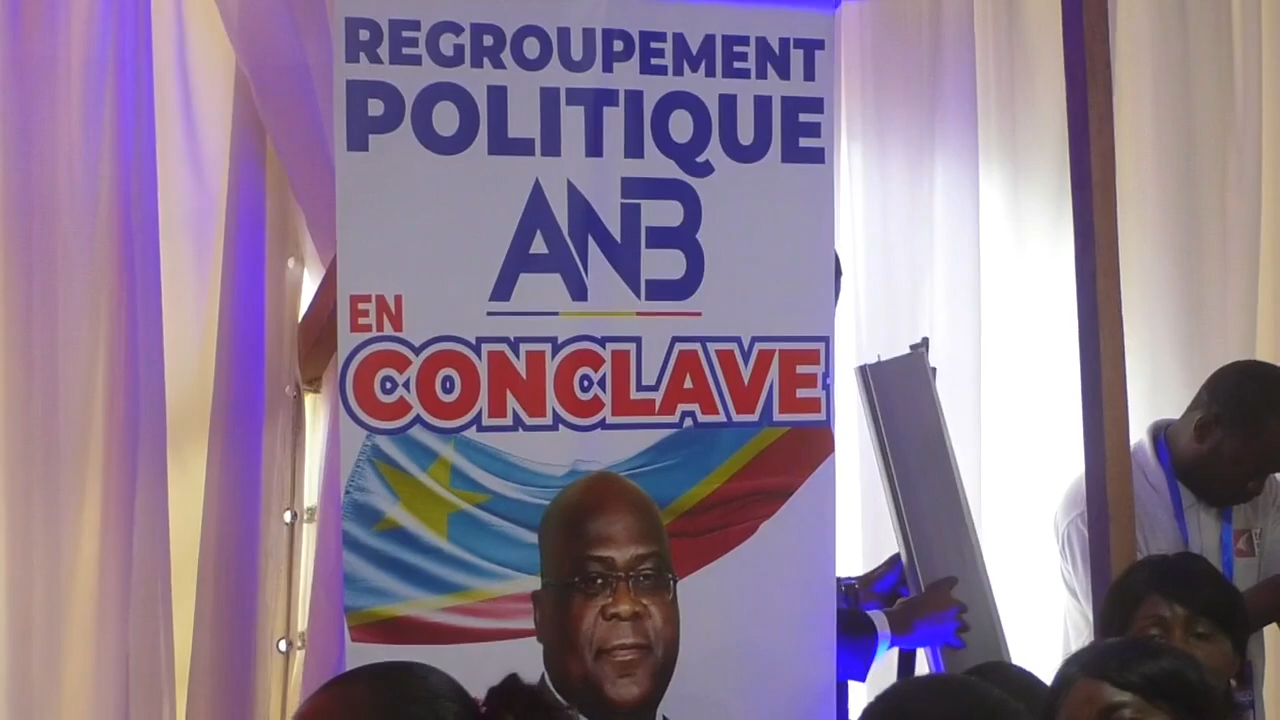 REGROUPEMENT
POLITIQUE
ANB
EN
CONCLAVE